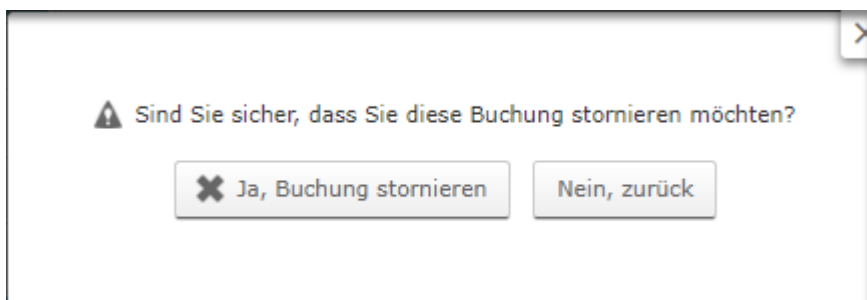 Sind Sie sicher, dass Sie diese Buchung stornieren möchten?
Ja, Buchung stornieren
Nein, zurück